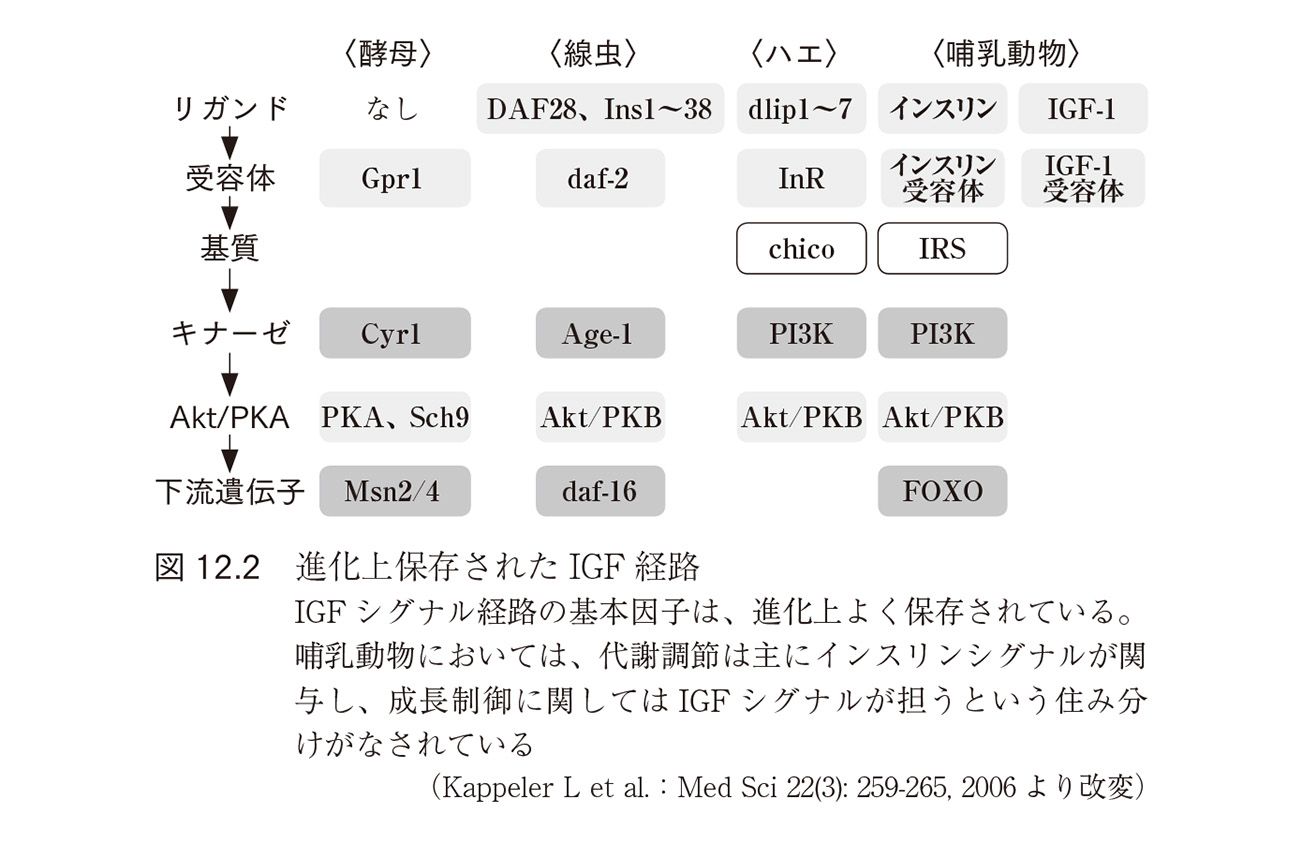 〈酵母〉 〈線虫〉 〈ハエ〉 〈哺乳動物〉
リガンド なし DAF28、Ins1〜38 dlip1〜7 インスリン IGF-1
受容体 Gpr1 daf-2 InR インスリン受容体 IGF-1受容体
基質 chico IRS
キナーゼ Cyr1 Age-1 PI3K PI3K
Akt/PKA PKA、Sch9 Akt/PKB Akt/PKB Akt/PKB
下流遺伝子 Msn2/4 daf-16 FOXO
図 12.2 進化上保存された IGF 経路
IGF シグナル経路の基本因子は、進化上よく保存されている。
哺乳動物においては、代謝調節は主にインスリンシグナルが関
与し、成長制御に関しては IGF シグナルが担うという住み分
けがなされている
（Kappeler L et al.：Med Sci 22(3): 259-265, 2006 より改変）